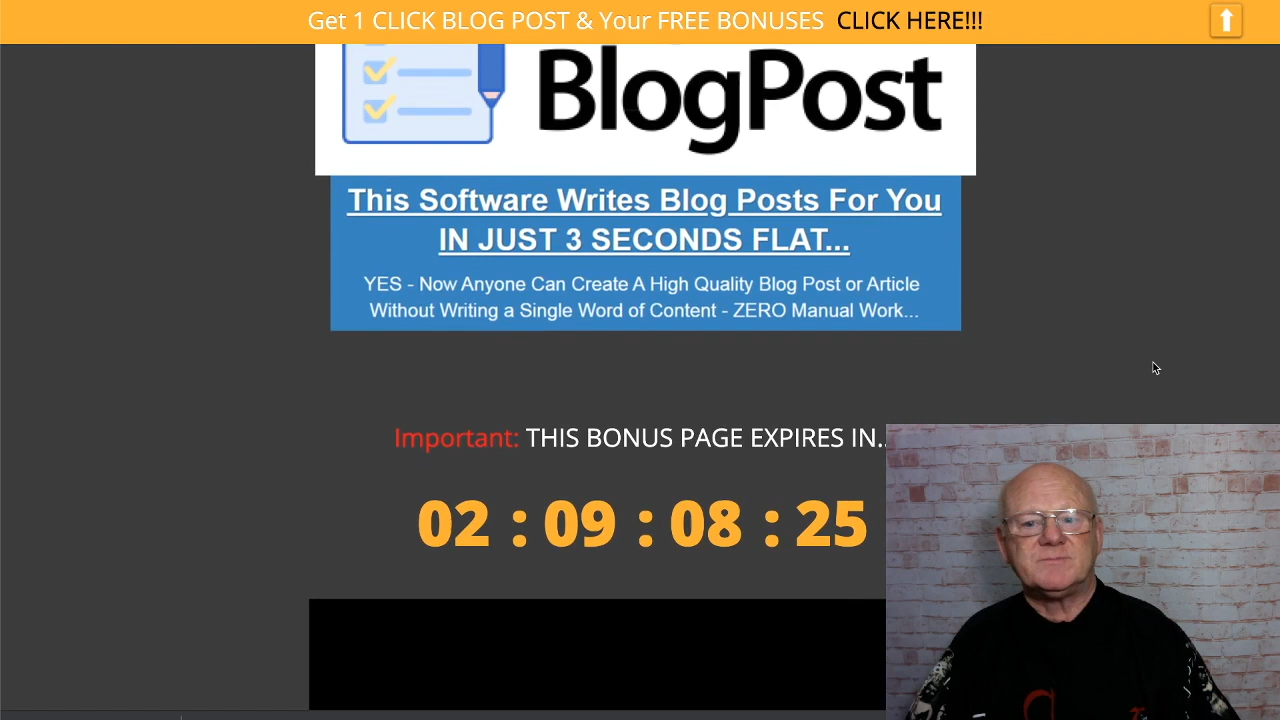 Get 1 CLICK BLOG POST & Your FREE BONUSES CLICK HERE!!!
BlogPost
This Software Writes Blog Posts For You
IN JUST 3 SECONDS FLAT...
YES - Now Anyone Can Create A High Quality Blog Post or Article
Without Writing a Single Word of Content - ZERO Manual Work...
Important: THIS BONUS PAGE EXPIRES IN..
02 : 09 : 08 : 25